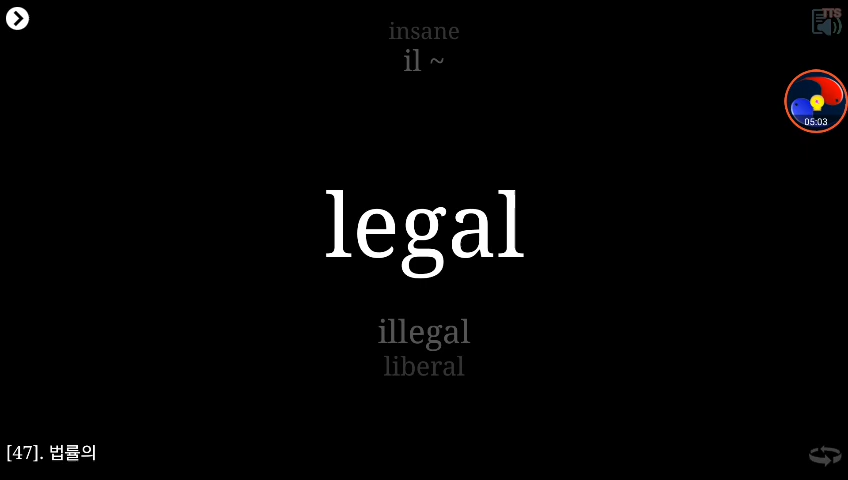 insane
TTS
il ~
05:03
legal
illegal
liberal
[47]. 법률의